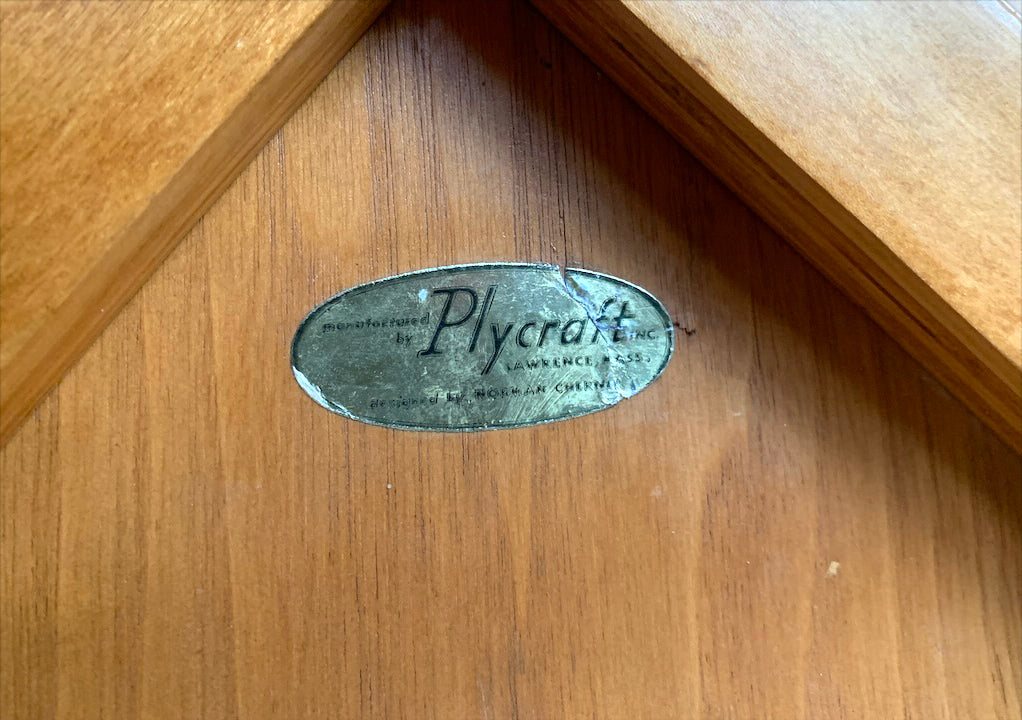 manufactured
by Plycraft INC.
LAWRENCE, MASS.
designed by NORMAN